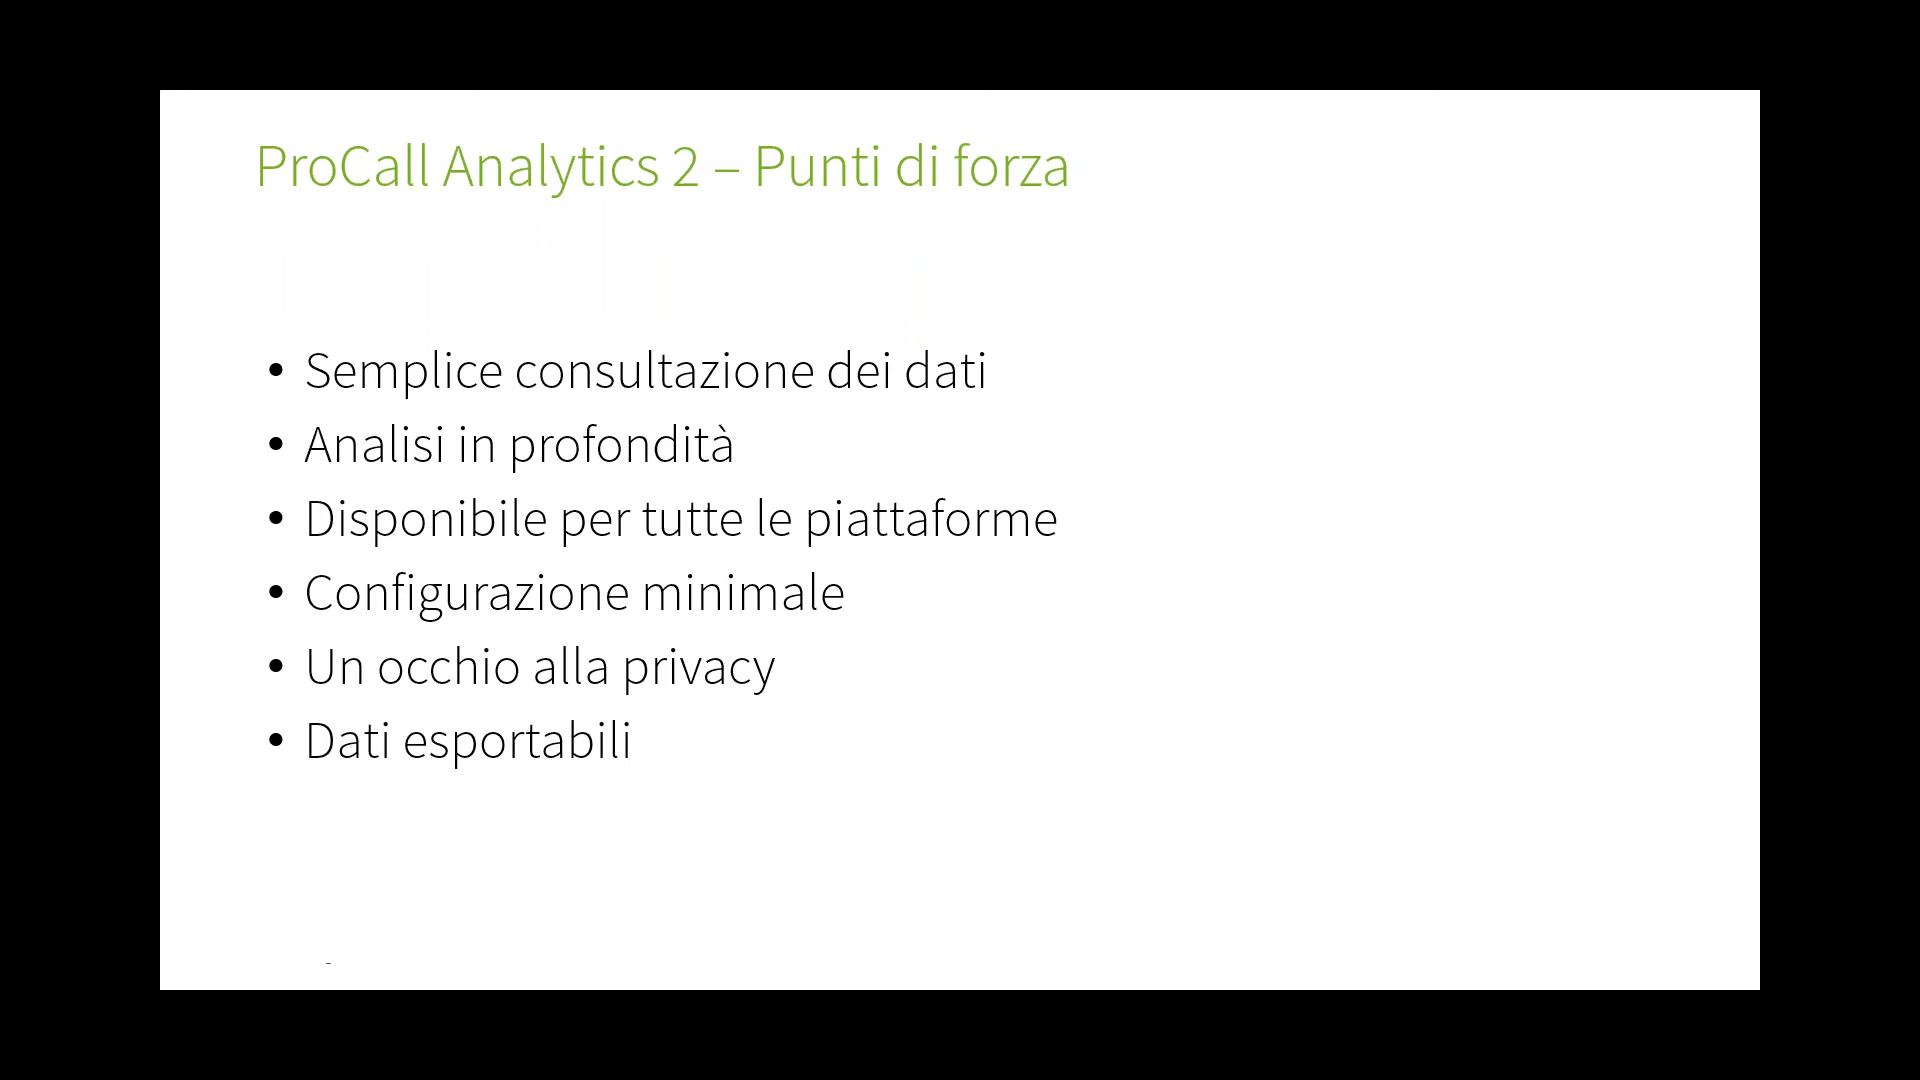 ProCall Analytics 2 – Punti di forza
• Semplice consultazione dei dati
• Analisi in profondità
• Disponibile per tutte le piattaforme
• Configurazione minimale
• Un occhio alla privacy
• Dati esportabili